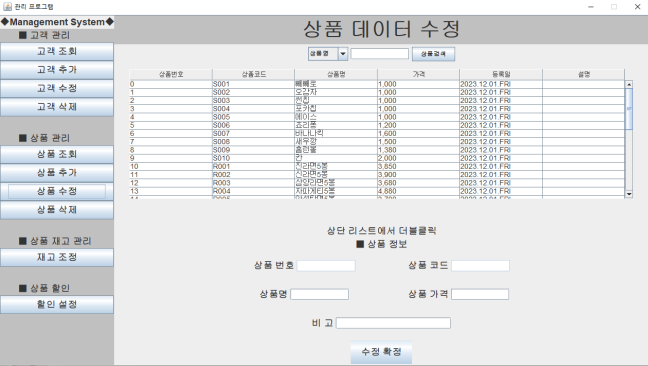 관리 프로그램
◆Management System◆
■ 고객 관리
고객 조회
고객 추가
고객 수정
고객 삭제
■ 상품 관리
상품 조회
상품 추가
상품 수정
상품 삭제
■ 상품 재고 관리
재고 조정
■ 상품 할인
할인 설정
상품 데이터 수정
상품명 상품검색
상품번호 상품코드 상품명 가격 등록일 설명
0 S001 빼빼로 1,000 2023.12.01.FRI
1 S002 오감자 1,000 2023.12.01.FRI
2 S003 썬칩 1,000 2023.12.01.FRI
3 S004 포카칩 1,000 2023.12.01.FRI
4 S005 메이스 1,000 2023.12.01.FRI
5 S006 죠리퐁 1,200 2023.12.01.FRI
6 S007 바나나킥 1,600 2023.12.01.FRI
7 S008 새우깡 1,500 2023.12.01.FRI
8 S009 홈런볼 1,380 2023.12.01.FRI
9 S010 칸 2,000 2023.12.01.FRI
10 R001 진라면5봉 3,850 2023.12.01.FRI
11 R002 신라면5봉 3,900 2023.12.01.FRI
12 R003 삼양라면5봉 3,680 2023.12.01.FRI
13 R004 짜파게티5봉 4,880 2023.12.01.FRI
상단 리스트에서 더블클릭
■ 상품 정보
상품 번호 상품 코드
상품명 상품 가격
비 고
수정 확정